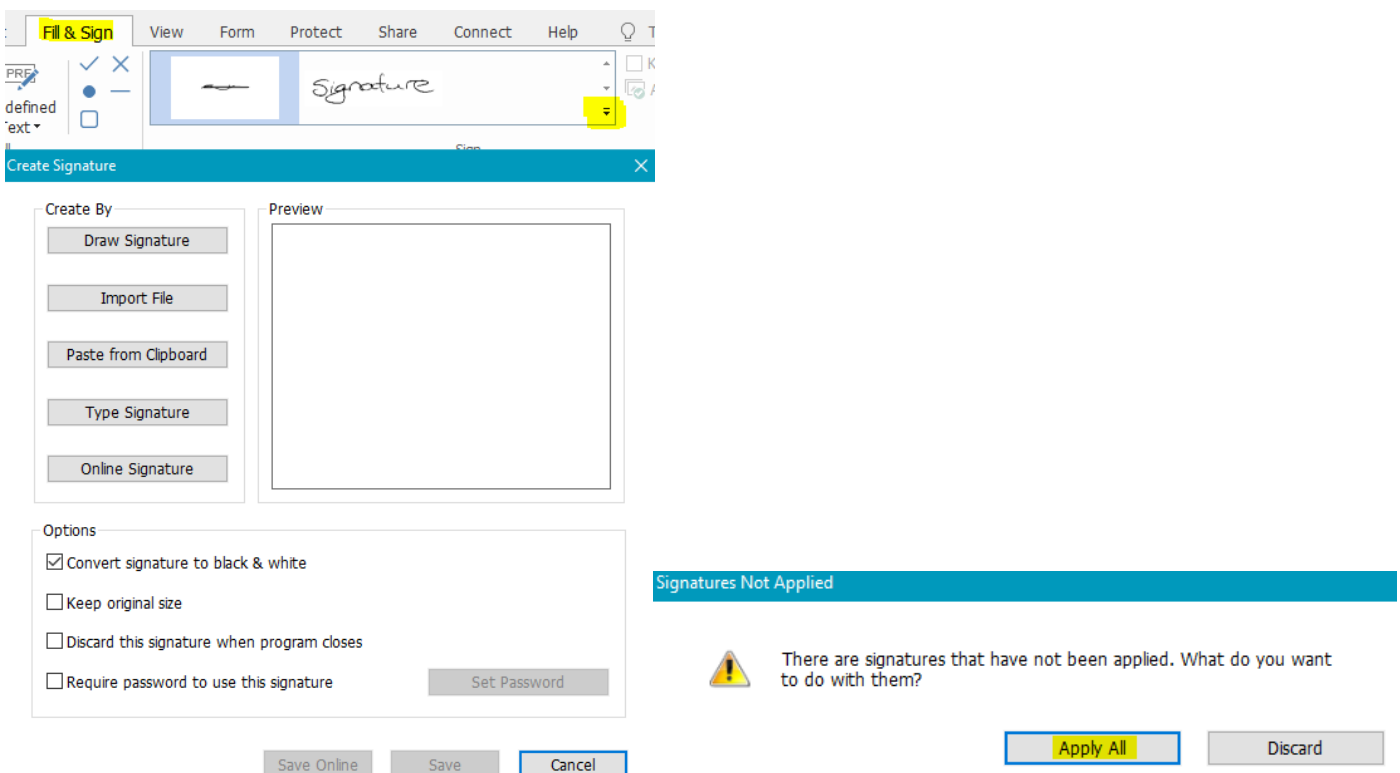 Fill & Sign View Form Protect Share Connect Help
PRE
defined
Text
Signature
Sign
Create Signature
Create By
Preview
Draw Signature
Import File
Paste from Clipboard
Type Signature
Online Signature
Options
Convert signature to black & white
Keep original size
Discard this signature when program closes
Require password to use this signature
Set Password
Save Online Save Cancel
Signatures Not Applied
There are signatures that have not been applied. What do you want
to do with them?
Apply All Discard